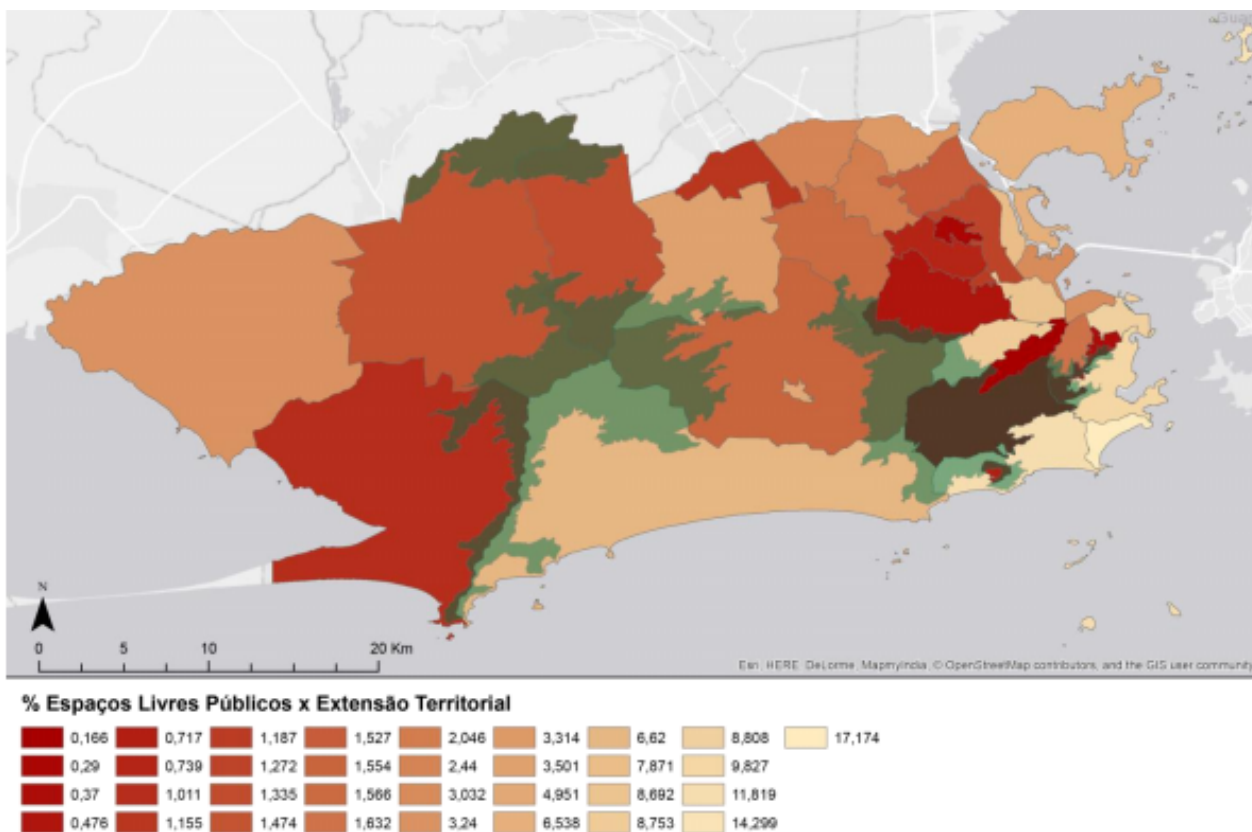 Gua
N
0 5 10 20 Km
Esri, HERE, DeLorme, MapmyIndia, © OpenStreetMap contributors, and the GIS user community
% Espaços Livres Públicos x Extensão Territorial
0,166 0,717 1,187 1,527 2,046 3,314 6,62 8,808 17,174
0,29 0,739 1,272 1,554 2,44 3,501 7,871 9,827
0,37 1,011 1,335 1,566 3,032 4,951 8,692 11,819
0,476 1,155 1,474 1,632 3,24 6,538 8,753 14,299